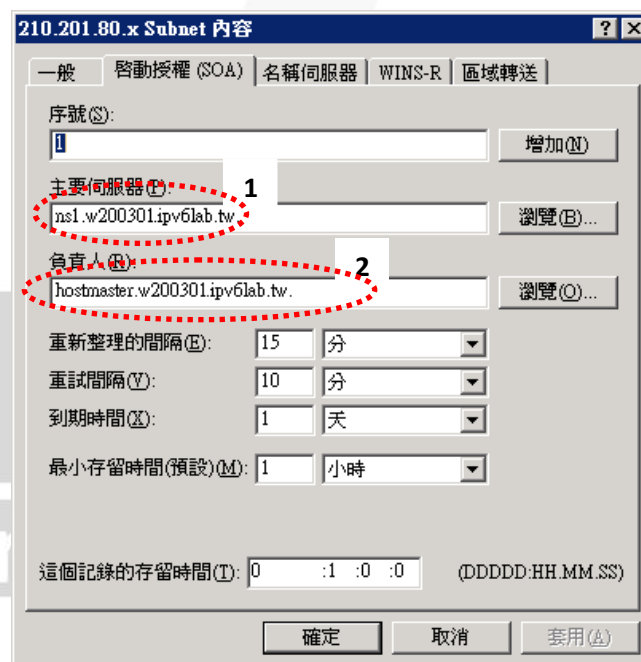 210.201.80.x Subnet 內容
一般 啓動授權 (SOA) 名稱伺服器 WINS-R 區域轉送
序號(S):
1 增加(N)
主要伺服器(P): 1
ns1.w200301.ipv6lab.tw 瀏覽(B)...
負責人(R): 2
hostmaster.w200301.ipv6lab.tw. 瀏覽(O)...
重新整理的間隔(E): 15 分
重試間隔(V): 10 分
到期時間(X): 1 天
最小存留時間(預設)(M): 1 小時
這個記錄的存留時間(T): 0 :1 :0 :0 (DDDDD:HH.MM.SS)
確定 取消 套用(A)